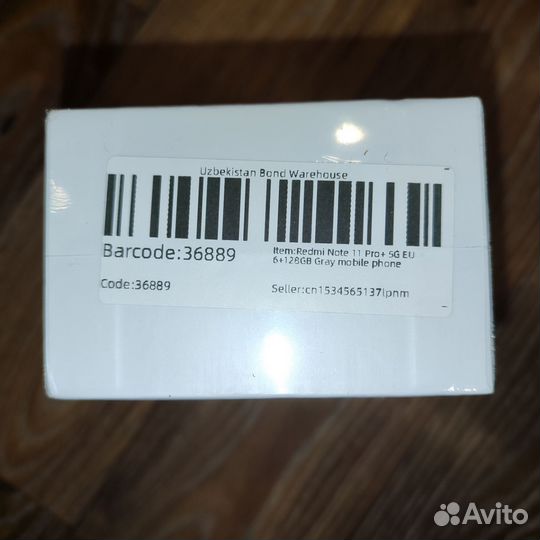 Uzbekistan Bond Warehouse
Barcode:36889
Item:Redmi Note 11 Pro+ 5G EU
6+128GB Gray mobile phone
Code:36889
Seller:cn1534565137lpnm
Avito